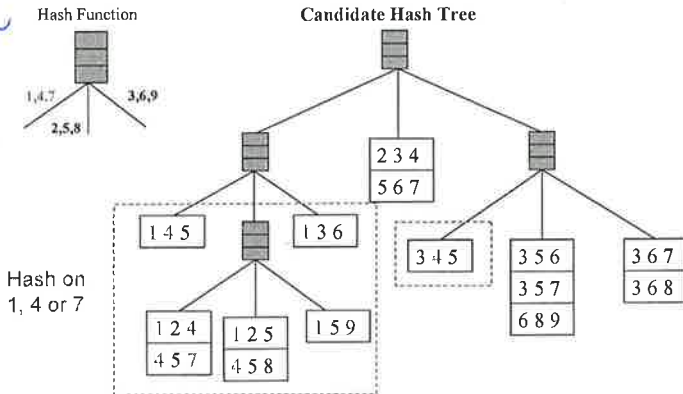 Hash Function
Candidate Hash Tree
1,4,7
3,6,9
2,5,8
2 3 4
5 6 7
1 4 5
1 3 6
3 4 5
3 5 6
3 5 7
6 8 9
3 6 7
3 6 8
Hash on
1, 4 or 7
1 2 4
4 5 7
1 2 5
4 5 8
1 5 9